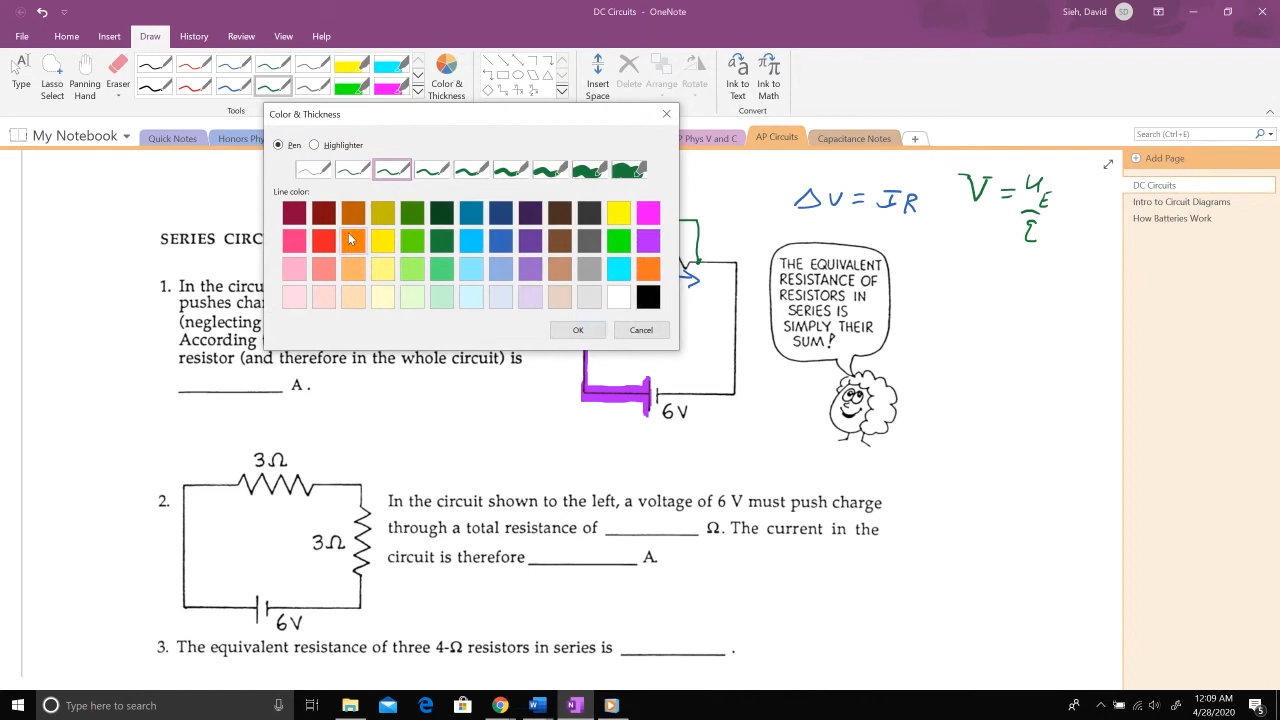 DC Circuits - OneNote
Sieh, David
SD
File Home Insert Draw History Review View Help
Type
Lasso Select
Panning Hand
Eraser
Color & Thickness
Insert Space
Delete
Arrange
Rotate
Ink to Text
Ink to Math
Tools
Convert
Color & Thickness
My Notebook
Quick Notes
Honors Phy
P Phys V and C
AP Circuits
Capacitance Notes
Search (Ctrl+E)
Pen Highlighter
Line color:
OK Cancel
Add Page
DC Circuits
Intro to Circuit Diagrams
How Batteries Work
ΔV = IR
SERIES CIRC
1. In the circu
pushes char
(neglecting
According t
resistor (and therefore in the whole circuit) is
________ A.
6V
THE EQUIVALENT
RESISTANCE OF
RESISTORS IN
SERIES IS
SIMPLY THEIR
SUM!
3Ω
2.
3Ω
6V
In the circuit shown to the left, a voltage of 6 V must push charge
through a total resistance of ________ Ω. The current in the
circuit is therefore ________ A.
3. The equivalent resistance of three 4-Ω resistors in series is ________ .
Type here to search
12:09 AM
4/28/2020